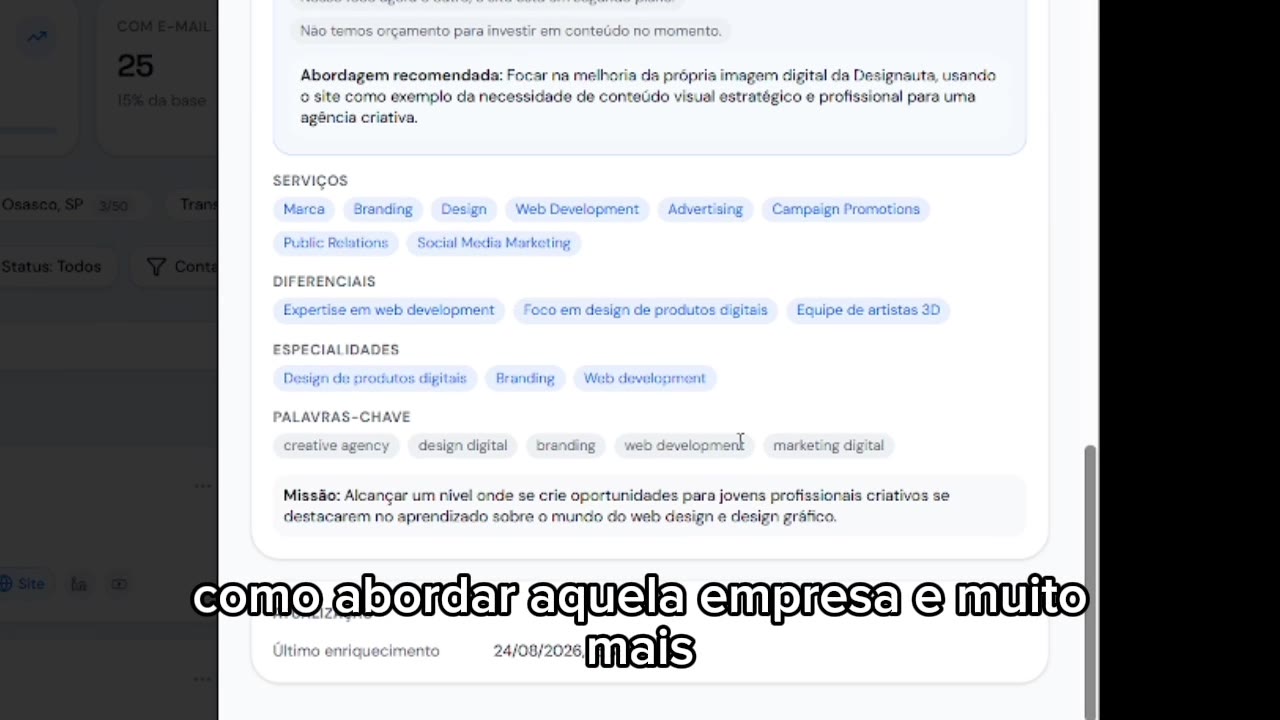 COM E-MAIL
25
15% da base
Osasco, SP 3/50
Trans
Status: Todos
Conta
Site
Não temos orçamento para investir em conteúdo no momento.
Abordagem recomendada: Focar na melhoria da própria imagem digital da Designauta, usando
o site como exemplo da necessidade de conteúdo visual estratégico e profissional para uma
agência criativa.
SERVIÇOS
Marca Branding Design Web Development Advertising Campaign Promotions
Public Relations Social Media Marketing
DIFERENCIAIS
Expertise em web development Foco em design de produtos digitais Equipe de artistas 3D
ESPECIALIDADES
Design de produtos digitais Branding Web development
PALAVRAS-CHAVE
creative agency design digital branding web development marketing digital
Missão: Alcançar um nível onde se crie oportunidades para jovens profissionais criativos se
destacarem no aprendizado sobre o mundo do web design e design gráfico.
Último enriquecimento 24/08/2026,
como abordar aquela empresa e muito
mais